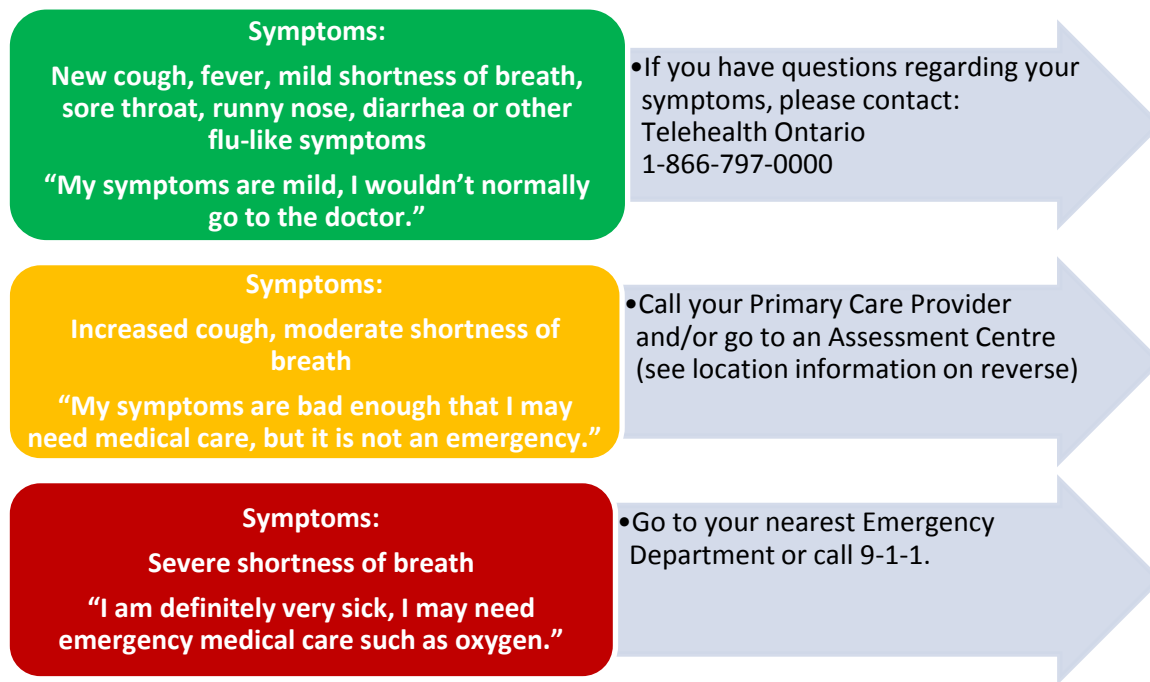 Symptoms:
New cough, fever, mild shortness of breath,
sore throat, runny nose, diarrhea or other
flu-like symptoms
“My symptoms are mild, I wouldn’t normally
go to the doctor.”
•If you have questions regarding your
symptoms, please contact:
Telehealth Ontario
1-866-797-0000
Symptoms:
Increased cough, moderate shortness of
breath
“My symptoms are bad enough that I may
need medical care, but it is not an emergency.”
•Call your Primary Care Provider
and/or go to an Assessment Centre
(see location information on reverse)
Symptoms:
Severe shortness of breath
“I am definitely very sick, I may need
emergency medical care such as oxygen.”
•Go to your nearest Emergency
Department or call 9-1-1.